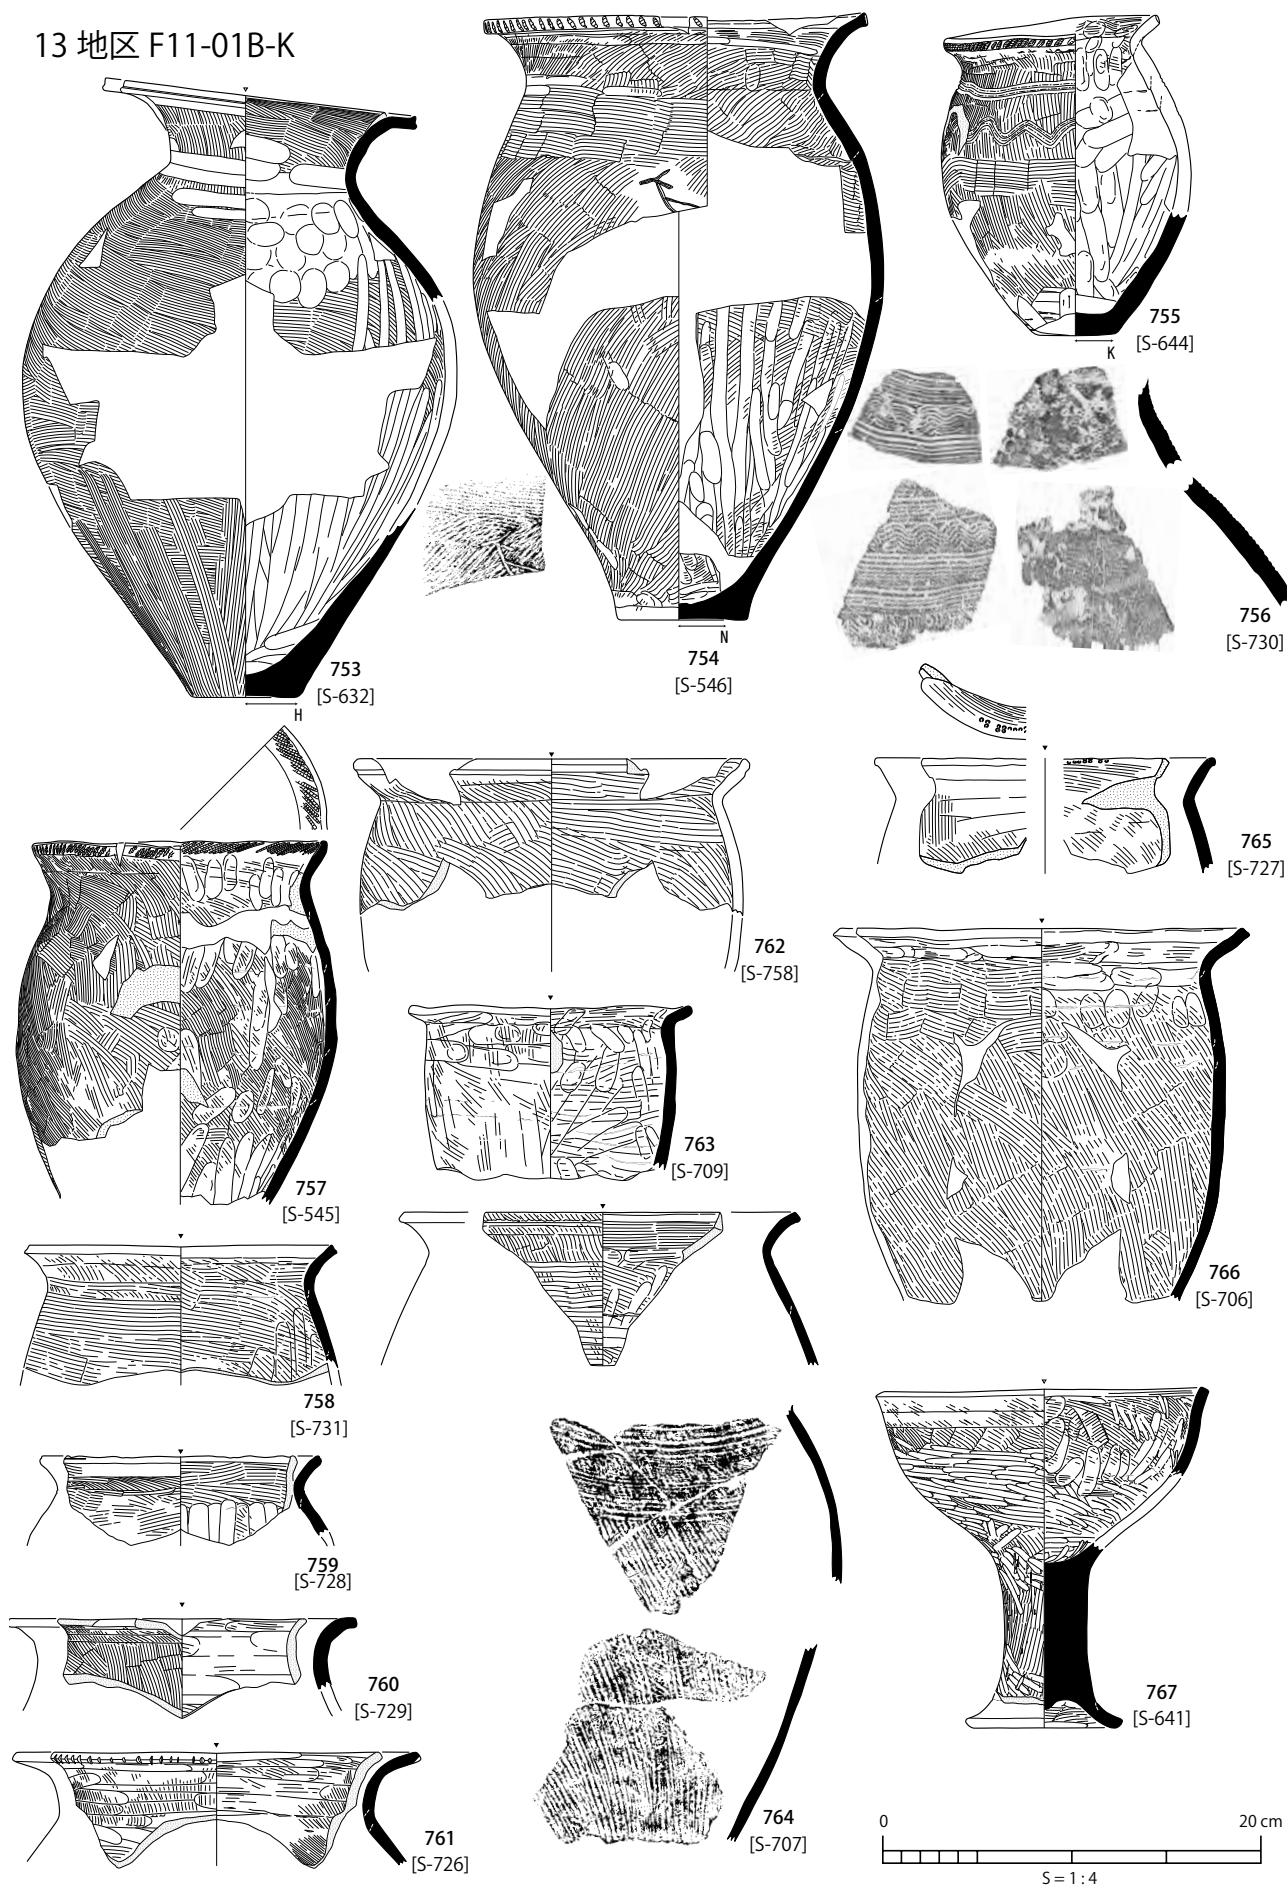 13 地区 F11-01B-K
753
[S-632]
H
754
[S-546]
N
755
[S-644]
K
756
[S-730]
757
[S-545]
758
[S-731]
759
[S-728]
760
[S-729]
761
[S-726]
762
[S-758]
763
[S-709]
764
[S-707]
765
[S-727]
766
[S-706]
767
[S-641]
0 20 cm
S = 1 : 4